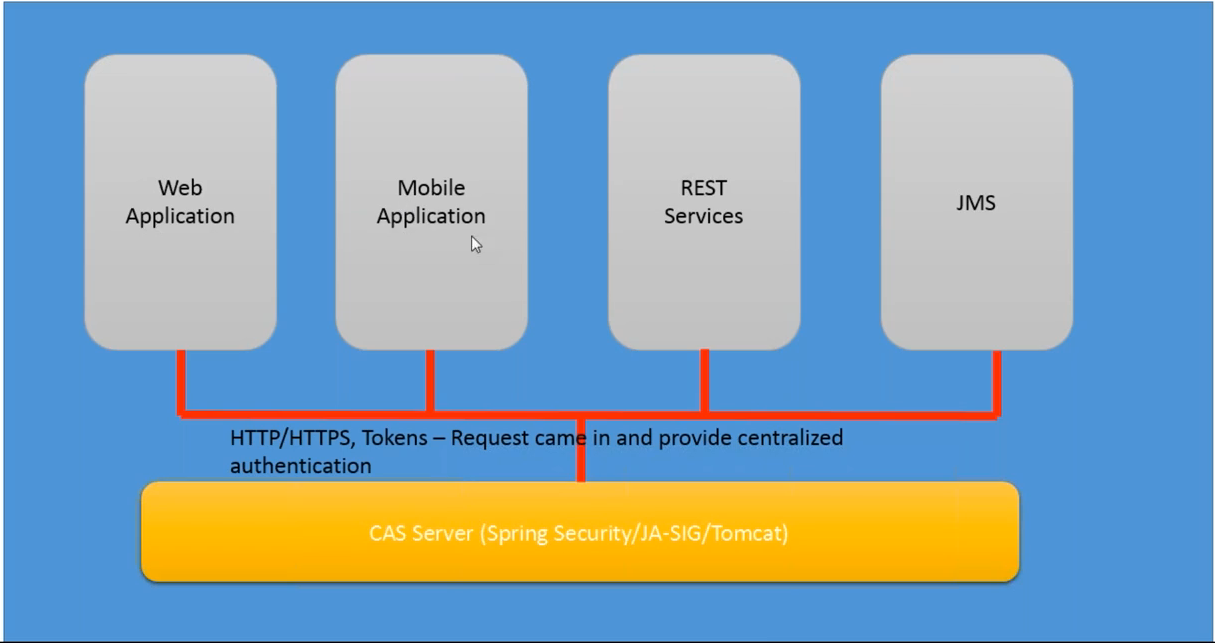 Web
Application
Mobile
Application
REST
Services
JMS
HTTP/HTTPS, Tokens – Request came in and provide centralized
authentication
CAS Server (Spring Security/JA-SIG/Tomcat)